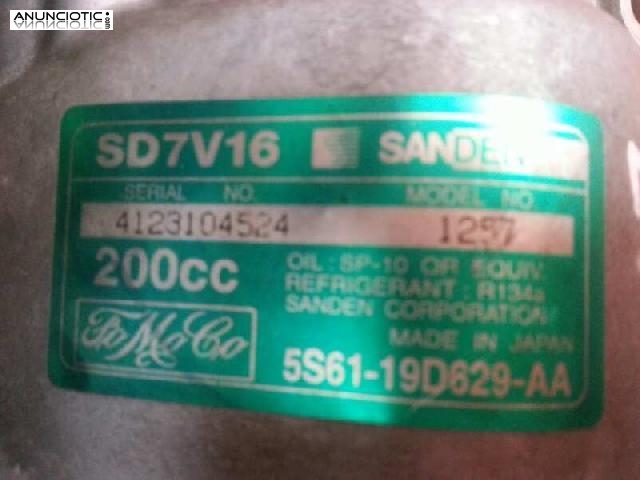 ANUNCIOTIC.com
SD7V16 SANDEN
SERIAL NO. MODEL NO
4123104524 1257
200cc
OIL : SP-10 OR EQUIV.
REFRIGERANT : R134a
SANDEN CORPORATION
MADE IN JAPAN
FoMoCo
5S61-19D629-AA